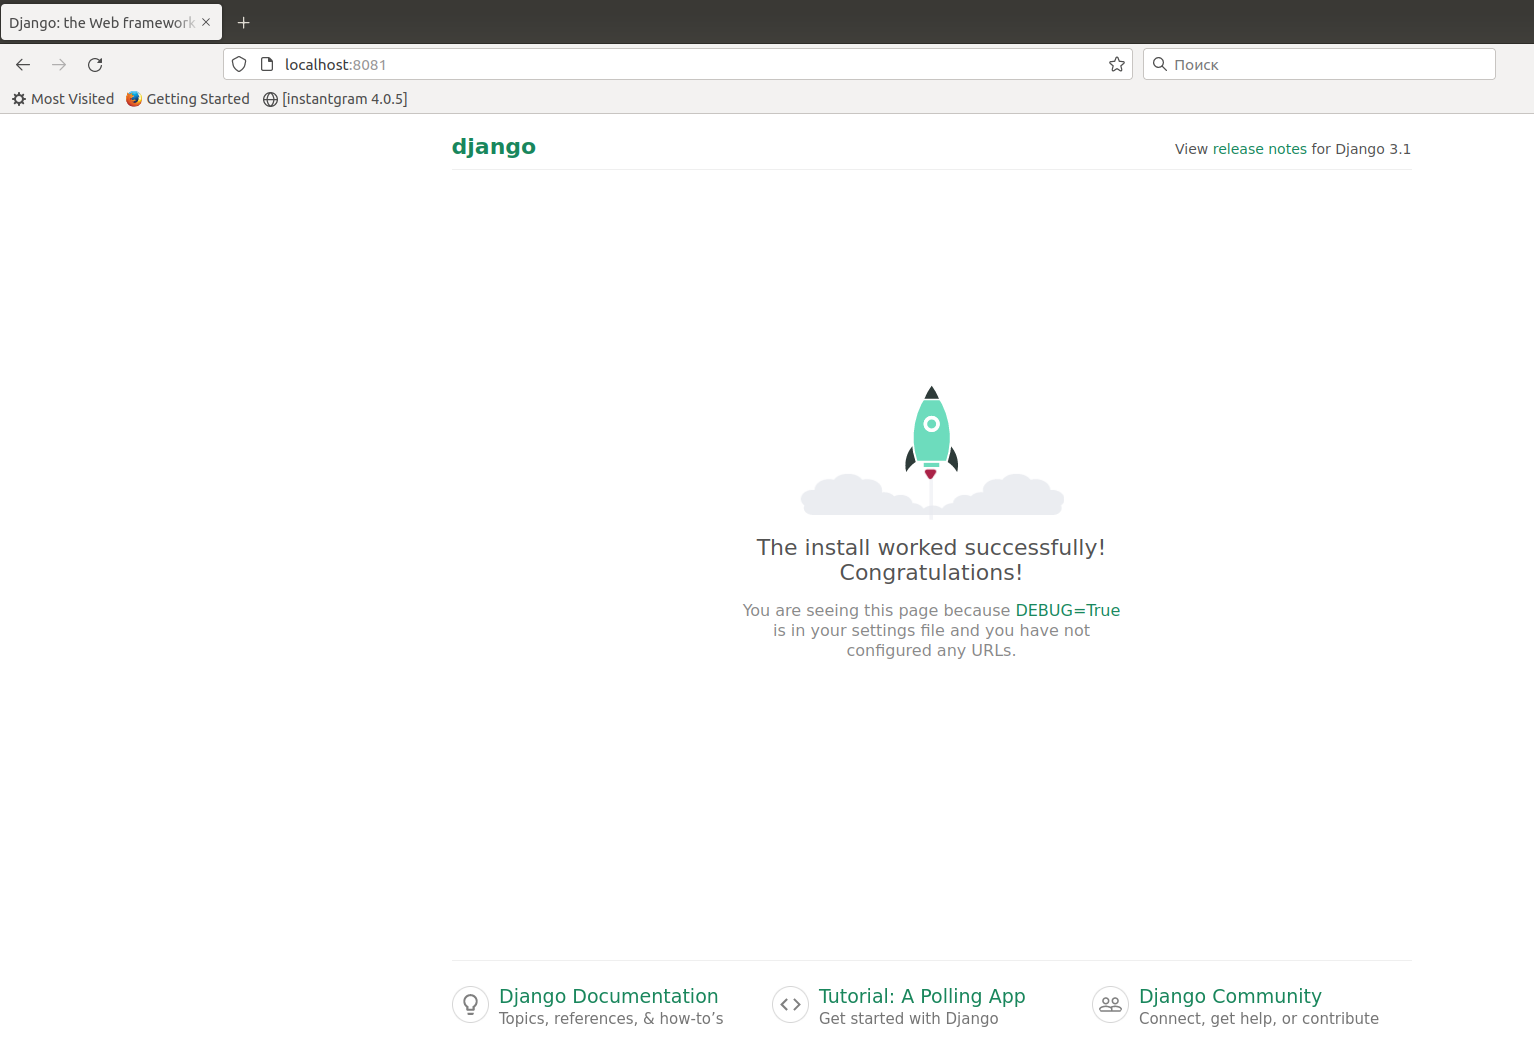 Django: the Web framework
localhost:8081
Поиск
Most Visited
Getting Started
[instantgram 4.0.5]
django
View release notes for Django 3.1
The install worked successfully!
Congratulations!
You are seeing this page because DEBUG=True
is in your settings file and you have not
configured any URLs.
Django Documentation
Topics, references, & how-to’s
Tutorial: A Polling App
Get started with Django
Django Community
Connect, get help, or contribute